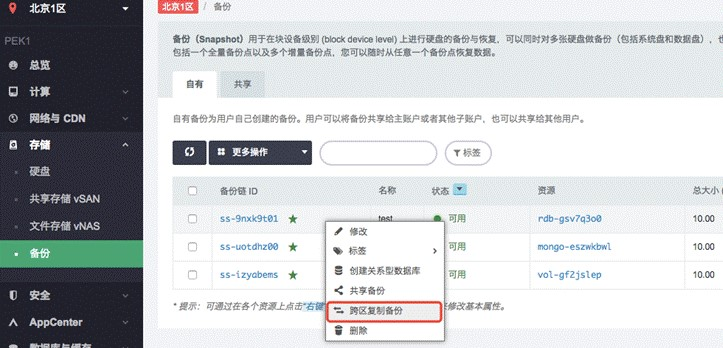 北京1区
北京1区 / 备份
PEK1
总览
计算
网络与 CDN
存储
硬盘
共享存储 vSAN
文件存储 vNAS
备份
安全
AppCenter
数据库与缓存
备份（Snapshot）用于在块设备级别 (block device level) 上进行硬盘的备份与恢复，可以同时对多张硬盘做备份（包括系统盘和数据盘），也
包括一个全量备份点以及多个增量备份点，您可以随时从任意一个备份点恢复数据。
自有 共享
自有备份为用户自己创建的备份。用户可以将备份共享给主账户或者其他子账户，也可以共享给其他用户。
更多操作 标签
备份链 ID 名称 状态 资源 总大小 (
ss-9nxk9t01 test 可用 rdb-gsv7q3o0 10.00
ss-uotdhz00 可用 mongo-eszwkbwl 10.00
ss-izyabems 可用 vol-gf2jslep 10.00
* 提示：可通过在各个资源上点击"右键 来修改基本属性。
修改
标签
创建关系型数据库
共享备份
跨区复制备份
删除